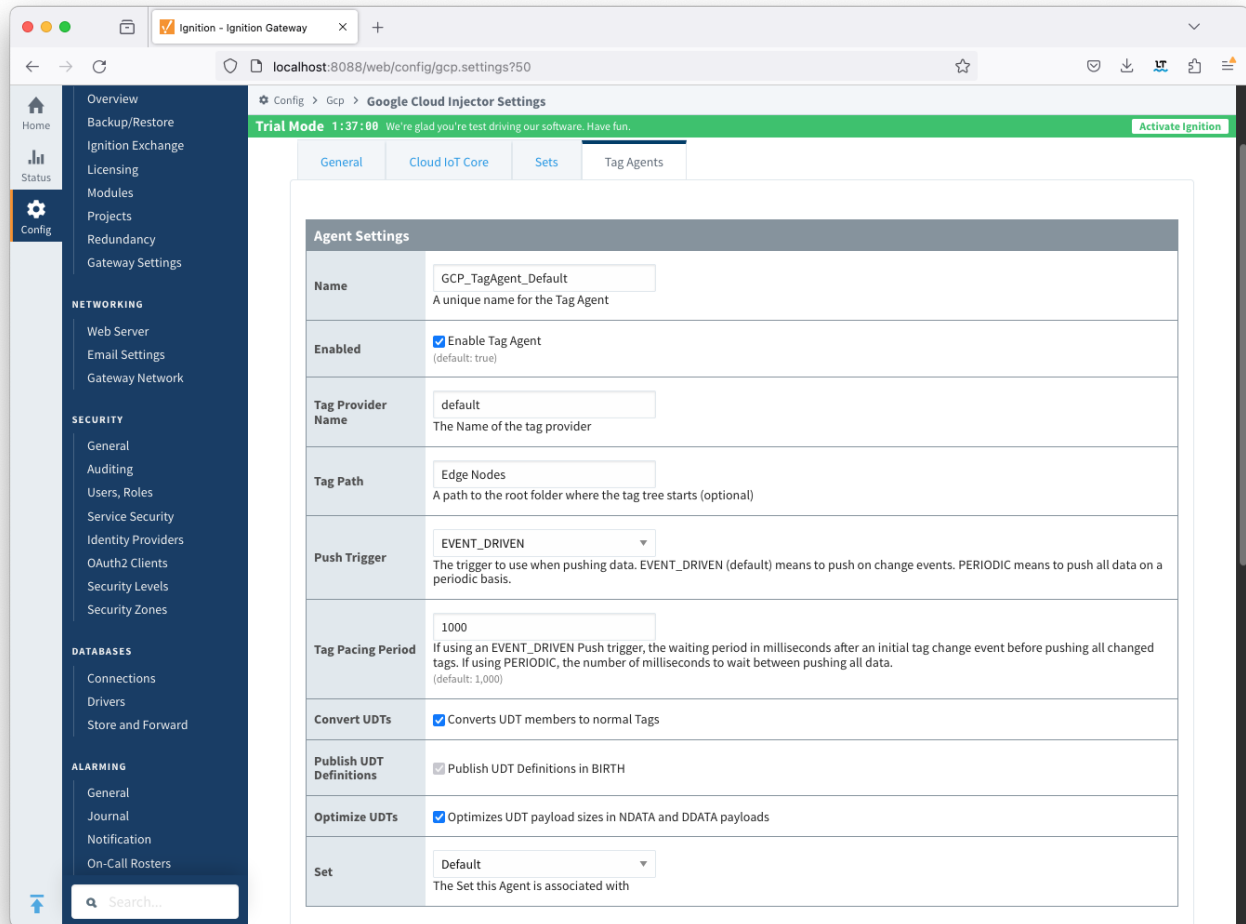 Ignition - Ignition Gateway
localhost:8088/web/config/gcp.settings?50
Home
Status
Config
Overview
Backup/Restore
Ignition Exchange
Licensing
Modules
Projects
Redundancy
Gateway Settings
NETWORKING
Web Server
Email Settings
Gateway Network
SECURITY
General
Auditing
Users, Roles
Service Security
Identity Providers
OAuth2 Clients
Security Levels
Security Zones
DATABASES
Connections
Drivers
Store and Forward
ALARMING
General
Journal
Notification
On-Call Rosters
Search...
Config > Gcp > Google Cloud Injector Settings
Trial Mode 1:37:00 We're glad you're test driving our software. Have fun. Activate Ignition
General Cloud IoT Core Sets Tag Agents
Agent Settings
Name
GCP_TagAgent_Default
A unique name for the Tag Agent
Enabled
Enable Tag Agent
(default: true)
Tag Provider
Name
default
The Name of the tag provider
Tag Path
Edge Nodes
A path to the root folder where the tag tree starts (optional)
Push Trigger
EVENT_DRIVEN
The trigger to use when pushing data. EVENT_DRIVEN (default) means to push on change events. PERIODIC means to push all data on a
periodic basis.
Tag Pacing Period
1000
If using an EVENT_DRIVEN Push trigger, the waiting period in milliseconds after an initial tag change event before pushing all changed
tags. If using PERIODIC, the number of milliseconds to wait between pushing all data.
(default: 1,000)
Convert UDTs
Converts UDT members to normal Tags
Publish UDT
Definitions
Publish UDT Definitions in BIRTH
Optimize UDTs
Optimizes UDT payload sizes in NDATA and DDATA payloads
Set
Default
The Set this Agent is associated with